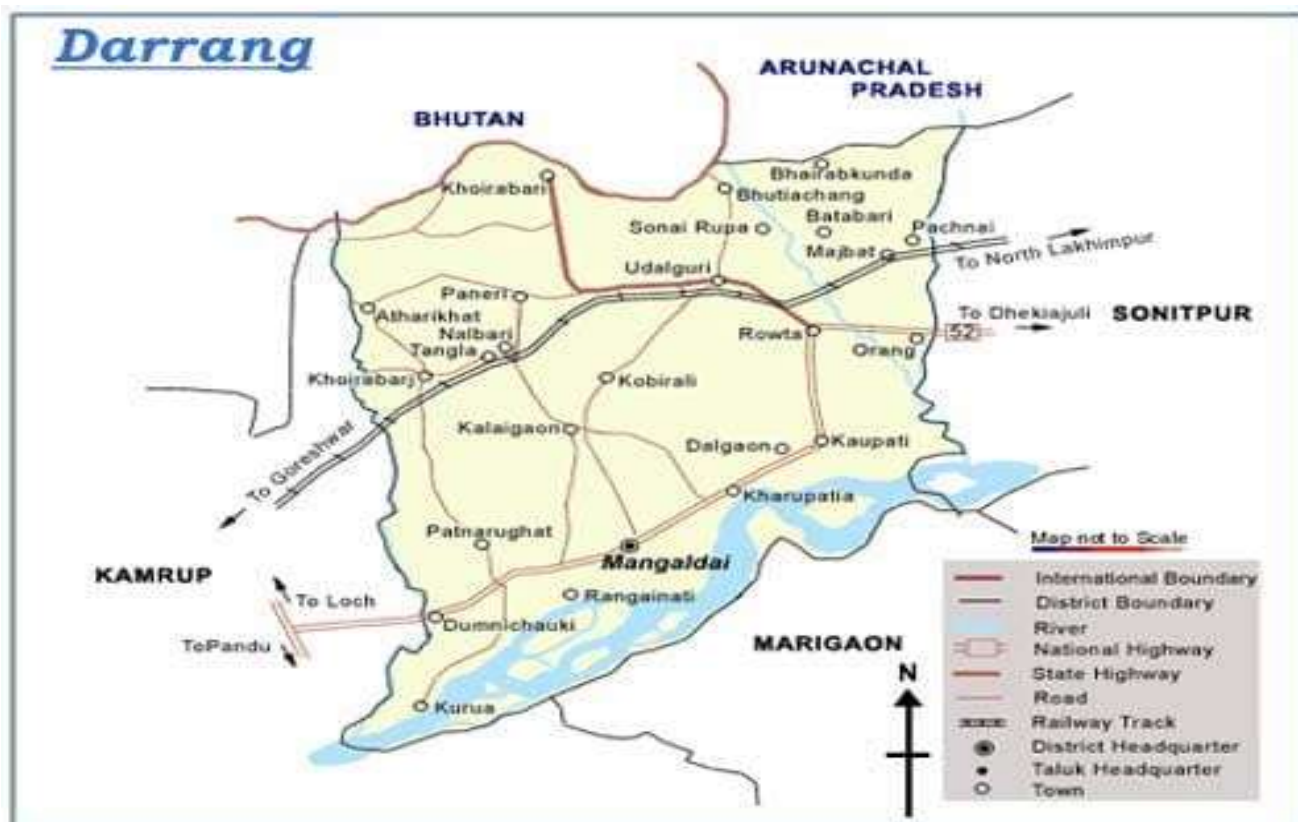 Darrang
ARUNACHAL
PRADESH
BHUTAN
Bhairabkunda
Khoirabari
Bhutiachang
Batabari
Sonai Rupa
Pachnai
Majbat
To North Lakhimpur
Udalguri
Paneri
Atharikhat
To Dhekiajuli
SONITPUR
Nalbari
Rowta
52
Tangla
Orang
Khoirabarj
Kobirali
Kalaigaon
Dalgaon
Kaupati
To Goreshwar
Kharupatia
Patnarughat
Map not to Scale
Mangaldai
KAMRUP
International Boundary
To Loch
Rangainati
District Boundary
Dumnichauki
River
ToPandu
MARIGAON
National Highway
N
State Highway
Road
Kurua
Railway Track
District Headquarter
Taluk Headquarter
Town